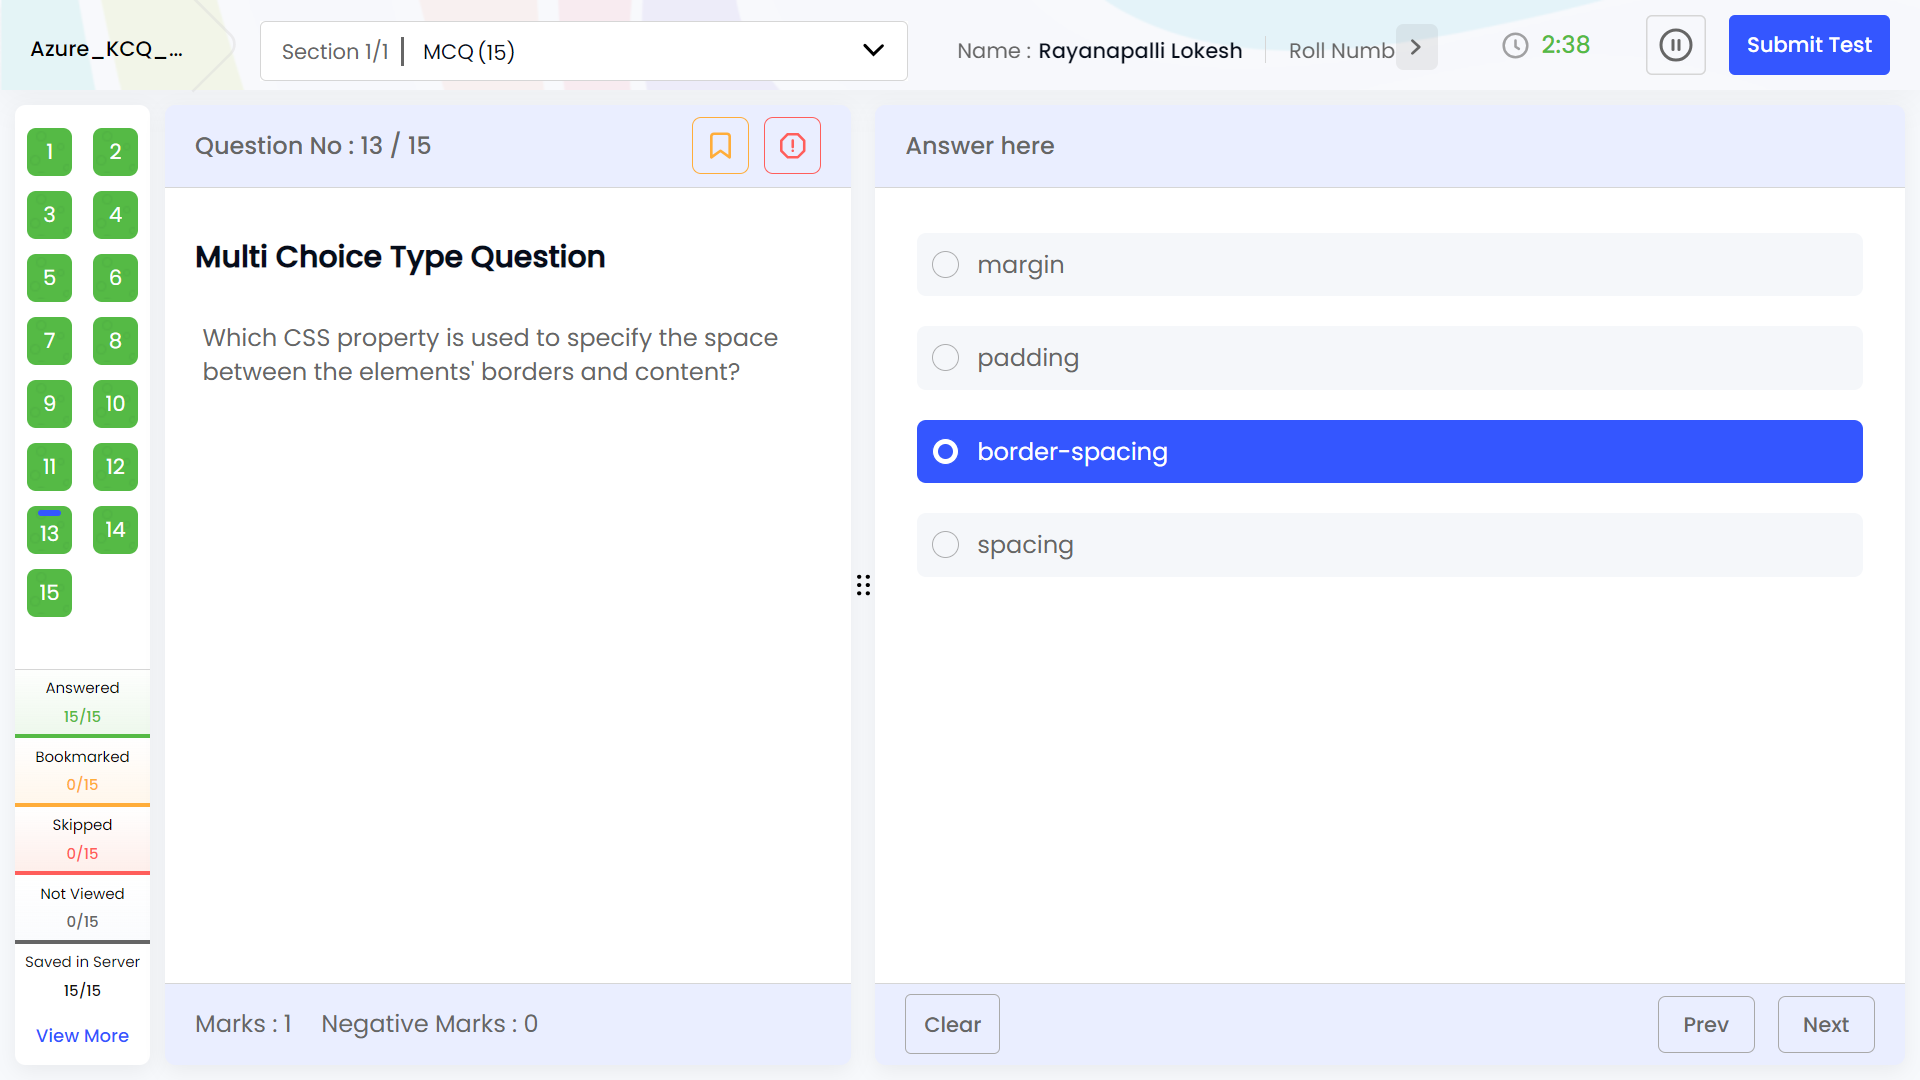 Azure_KCQ_...
Section 1/1 | MCQ (15)
Name : Rayanapalli Lokesh
Roll Numb
2:38
Submit Test
1 2
3 4
5 6
7 8
9 10
11 12
13 14
15
Answered
15/15
Bookmarked
0/15
Skipped
0/15
Not Viewed
0/15
Saved in Server
15/15
View More
Question No : 13 / 15
Multi Choice Type Question
Which CSS property is used to specify the space
between the elements' borders and content?
Marks : 1 Negative Marks : 0
Answer here
margin
padding
border-spacing
spacing
Clear
Prev
Next